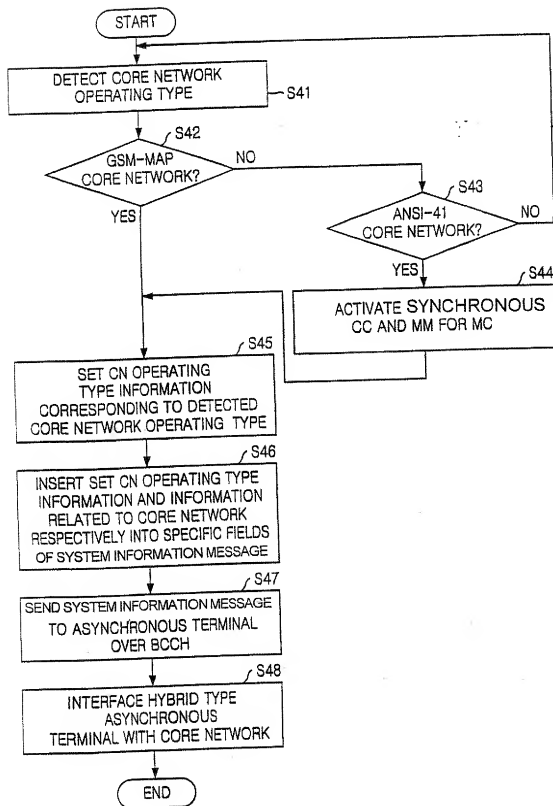 START
DETECT CORE NETWORK
OPERATING TYPE
S41
S42
GSM-MAP
CORE NETWORK?
NO
YES
S43
ANSI-41
CORE NETWORK?
NO
YES
S44
ACTIVATE SYNCHRONOUS
CC AND MM FOR MC
S45
SET CN OPERATING
TYPE INFORMATION
CORRESPONDING TO DETECTED
CORE NETWORK OPERATING TYPE
S46
INSERT SET CN OPERATING TYPE
INFORMATION AND INFORMATION
RELATED TO CORE NETWORK
RESPECTIVELY INTO SPECIFIC FIELDS
OF SYSTEM INFORMATION MESSAGE
S47
SEND SYSTEM INFORMATION MESSAGE
TO ASYNCHRONOUS TERMINAL
OVER BCCH
S48
INTERFACE HYBRID TYPE
ASYNCHRONOUS
TERMINAL WITH CORE NETWORK
END